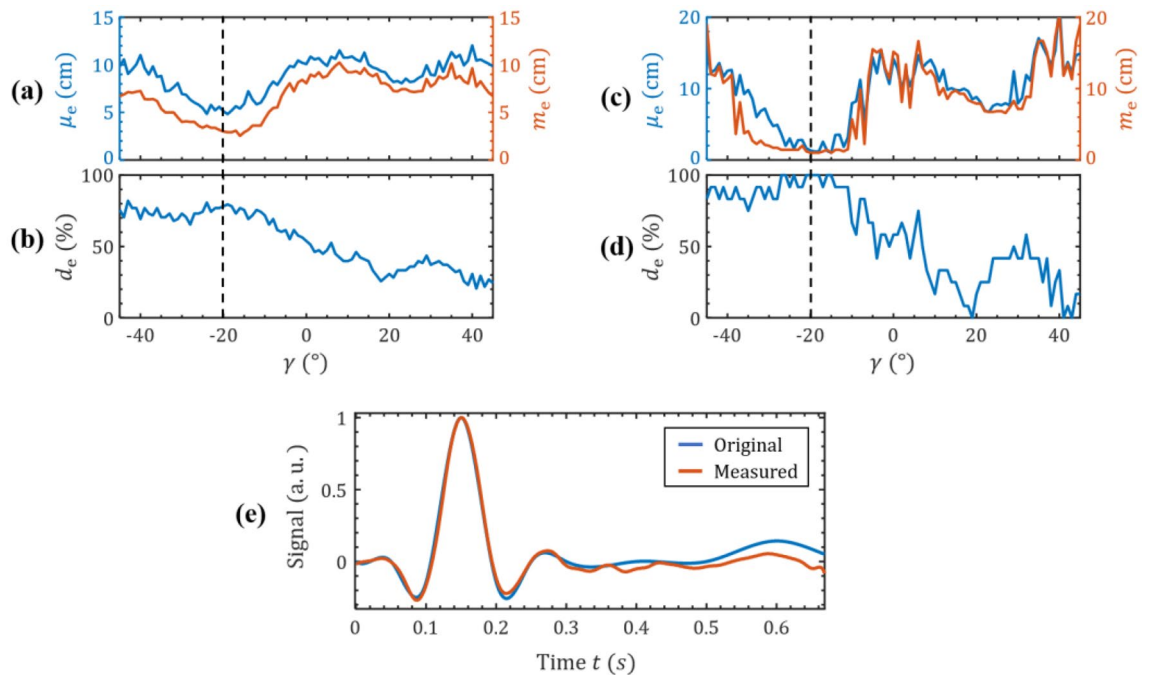 (a)
μe (cm)
15
10
5
0
15
10
5
0
me (cm)
(b)
de (%)
100
50
0
-40
-20
0
20
40
γ (°)
(c)
μe (cm)
20
10
0
20
10
0
me (cm)
(d)
de (%)
100
50
0
-40
-20
0
20
40
γ (°)
(e)
Signal (a. u.)
1
0.5
0
Original
Measured
0
0.1
0.2
0.3
0.4
0.5
0.6
Time t (s)